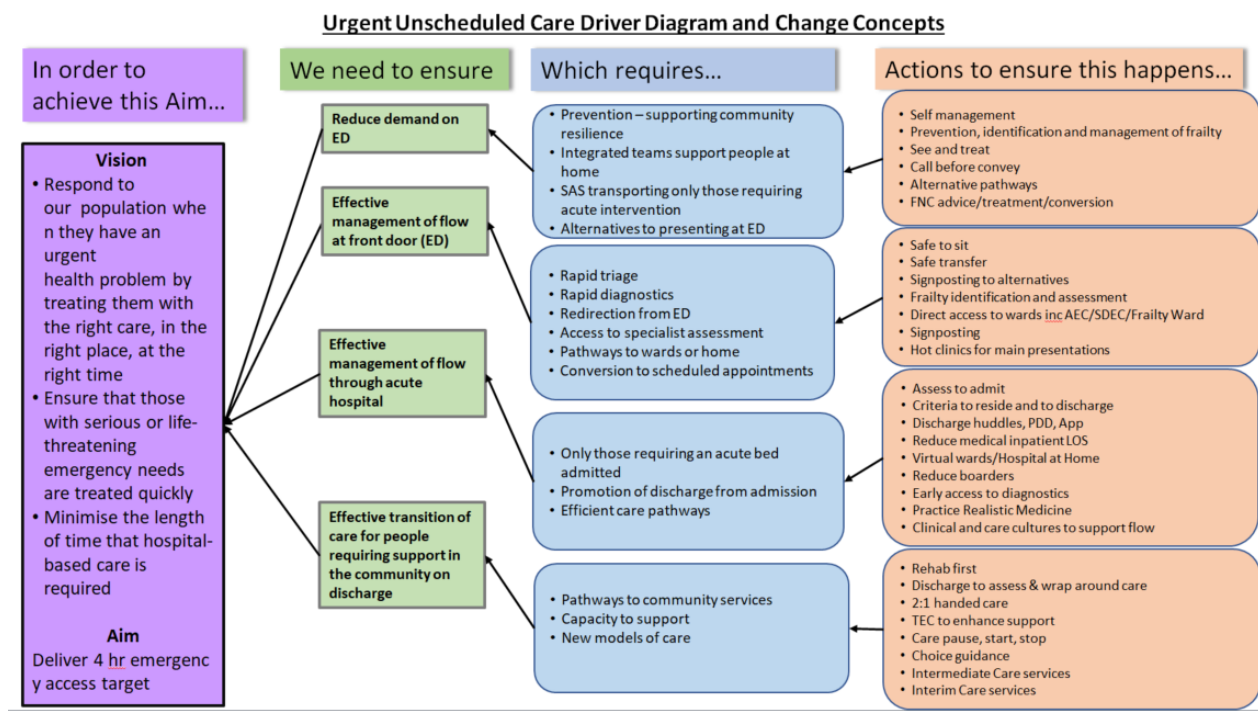 Urgent Unscheduled Care Driver Diagram and Change Concepts
In order to
achieve this Aim…
Vision
• Respond to
our population whe
n they have an
urgent
health problem by
treating them with
the right care, in the
right place, at the
right time
• Ensure that those
with serious or life-
threatening
emergency needs
are treated quickly
• Minimise the length
of time that hospital-
based care is
required
Aim
Deliver 4 hr emergenc
y access target
We need to ensure
Reduce demand on
ED
Effective
management of flow
at front door (ED)
Effective
management of flow
through acute
hospital
Effective transition of
care for people
requiring support in
the community on
discharge
Which requires…
• Prevention – supporting community
resilience
• Integrated teams support people at
home
• SAS transporting only those requiring
acute intervention
• Alternatives to presenting at ED
• Rapid triage
• Rapid diagnostics
• Redirection from ED
• Access to specialist assessment
• Pathways to wards or home
• Conversion to scheduled appointments
• Only those requiring an acute bed
admitted
• Promotion of discharge from admission
• Efficient care pathways
• Pathways to community services
• Capacity to support
• New models of care
Actions to ensure this happens…
• Self management
• Prevention, identification and management of frailty
• See and treat
• Call before convey
• Alternative pathways
• FNC advice/treatment/conversion
• Safe to sit
• Safe transfer
• Signposting to alternatives
• Frailty identification and assessment
• Direct access to wards inc AEC/SDEC/Frailty Ward
• Signposting
• Hot clinics for main presentations
• Assess to admit
• Criteria to reside and to discharge
• Discharge huddles, PDD, App
• Reduce medical inpatient LOS
• Virtual wards/Hospital at Home
• Reduce boarders
• Early access to diagnostics
• Practice Realistic Medicine
• Clinical and care cultures to support flow
• Rehab first
• Discharge to assess & wrap around care
• 2:1 handed care
• TEC to enhance support
• Care pause, start, stop
• Choice guidance
• Intermediate Care services
• Interim Care services